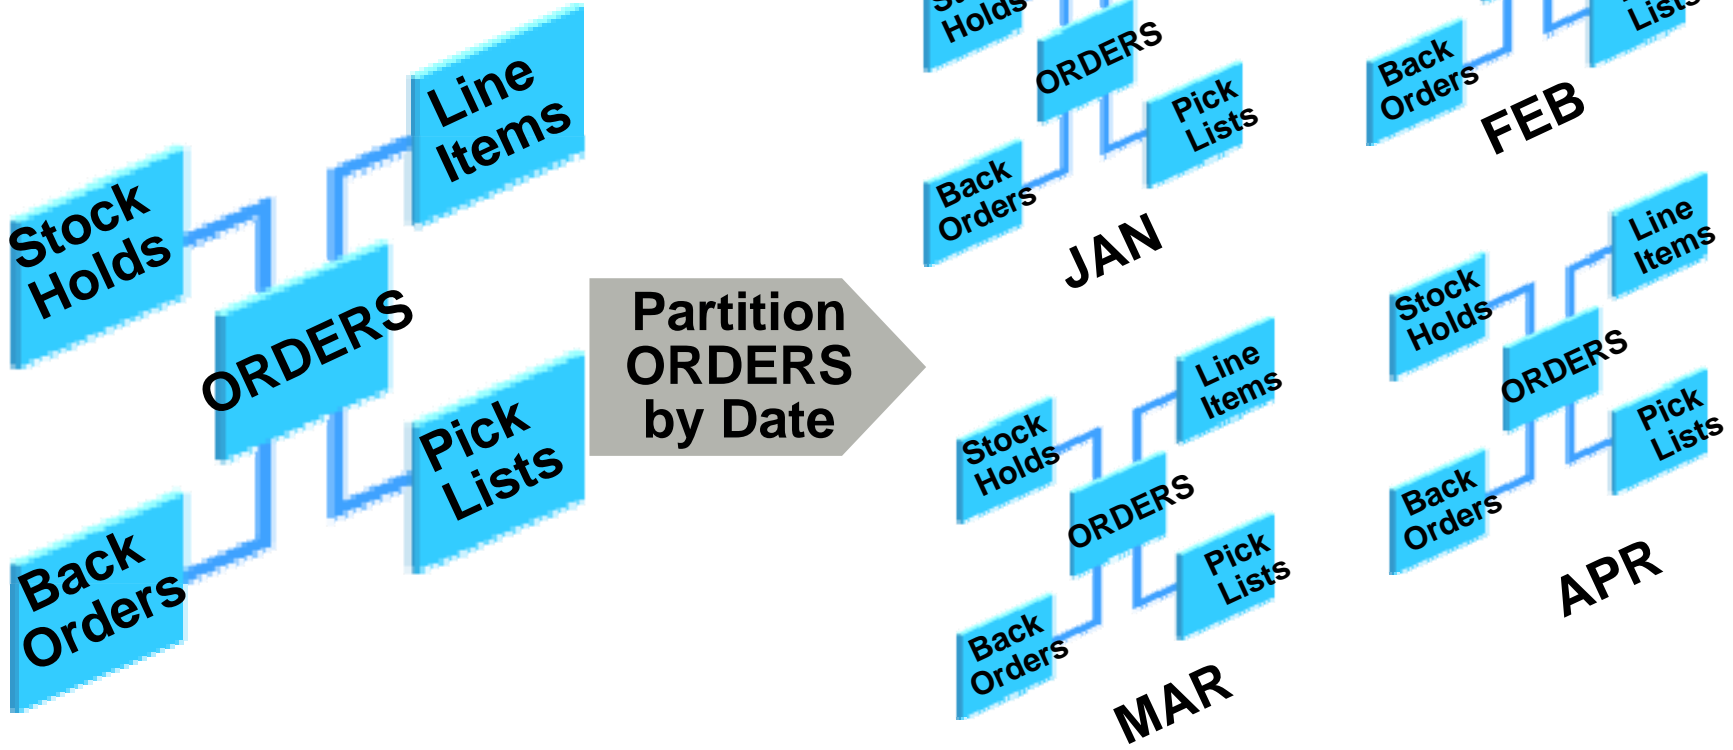 Line
Items
Stock
Holds
ORDERS
Pick
Lists
Back
Orders
Partition
ORDERS
by Date
Holds
ORDERS
Pick
Lists
Back
Orders
JAN
Lists
Back
Orders
FEB
Line
Items
Stock
Holds
ORDERS
Pick
Lists
Back
Orders
MAR
Line
Items
Stock
Holds
ORDERS
Pick
Lists
Back
Orders
APR